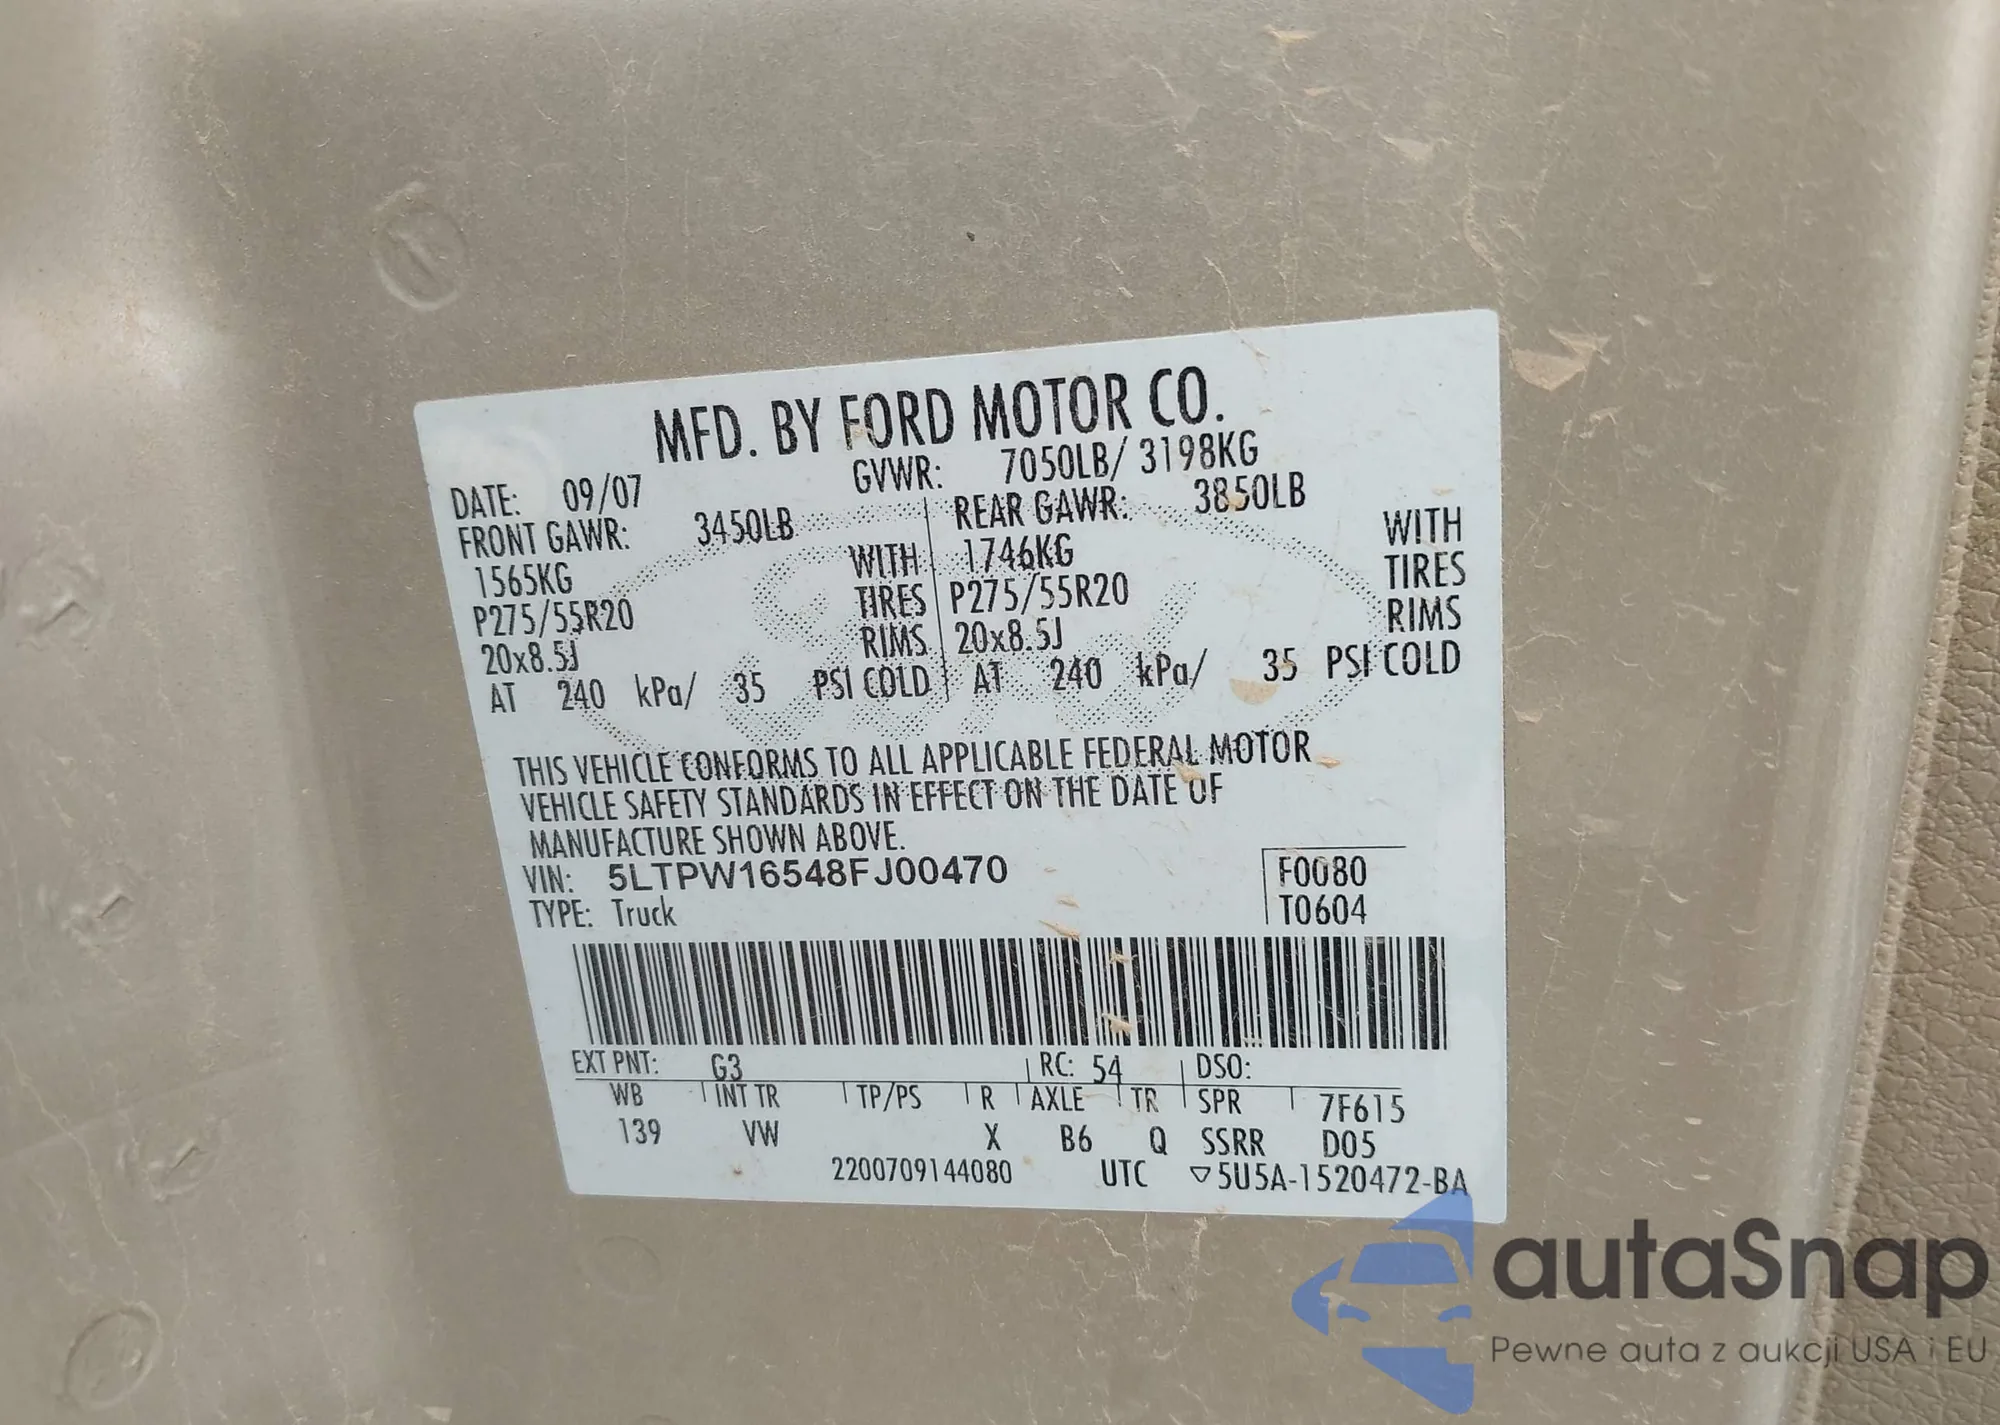 MFD. BY FORD MOTOR CO.
DATE: 09/07 GVWR: 7050LB/ 3198KG
FRONT GAWR: 3450LB REAR GAWR: 3850LB
1565KG WITH 1746KG WITH
P275/55R20 TIRES P275/55R20 TIRES
20x8.5J RIMS 20x8.5J RIMS
AT 240 kPa/ 35 PSI COLD AT 240 kPa/ 35 PSI COLD
THIS VEHICLE CONFORMS TO ALL APPLICABLE FEDERAL MOTOR
VEHICLE SAFETY STANDARDS IN EFFECT ON THE DATE OF
MANUFACTURE SHOWN ABOVE.
VIN: 5LTPW16548FJ00470 F0080
TYPE: Truck T0604
EXT PNT: G3 RC: 54 DSO:
WB INT TR TP/PS R AXLE TR SPR 7F615
139 VW X B6 Q SSRR D05
2200709144080 UTC ▽5U5A-1520472-BA
autaSnap
Pewne auta z aukcji USA i EU